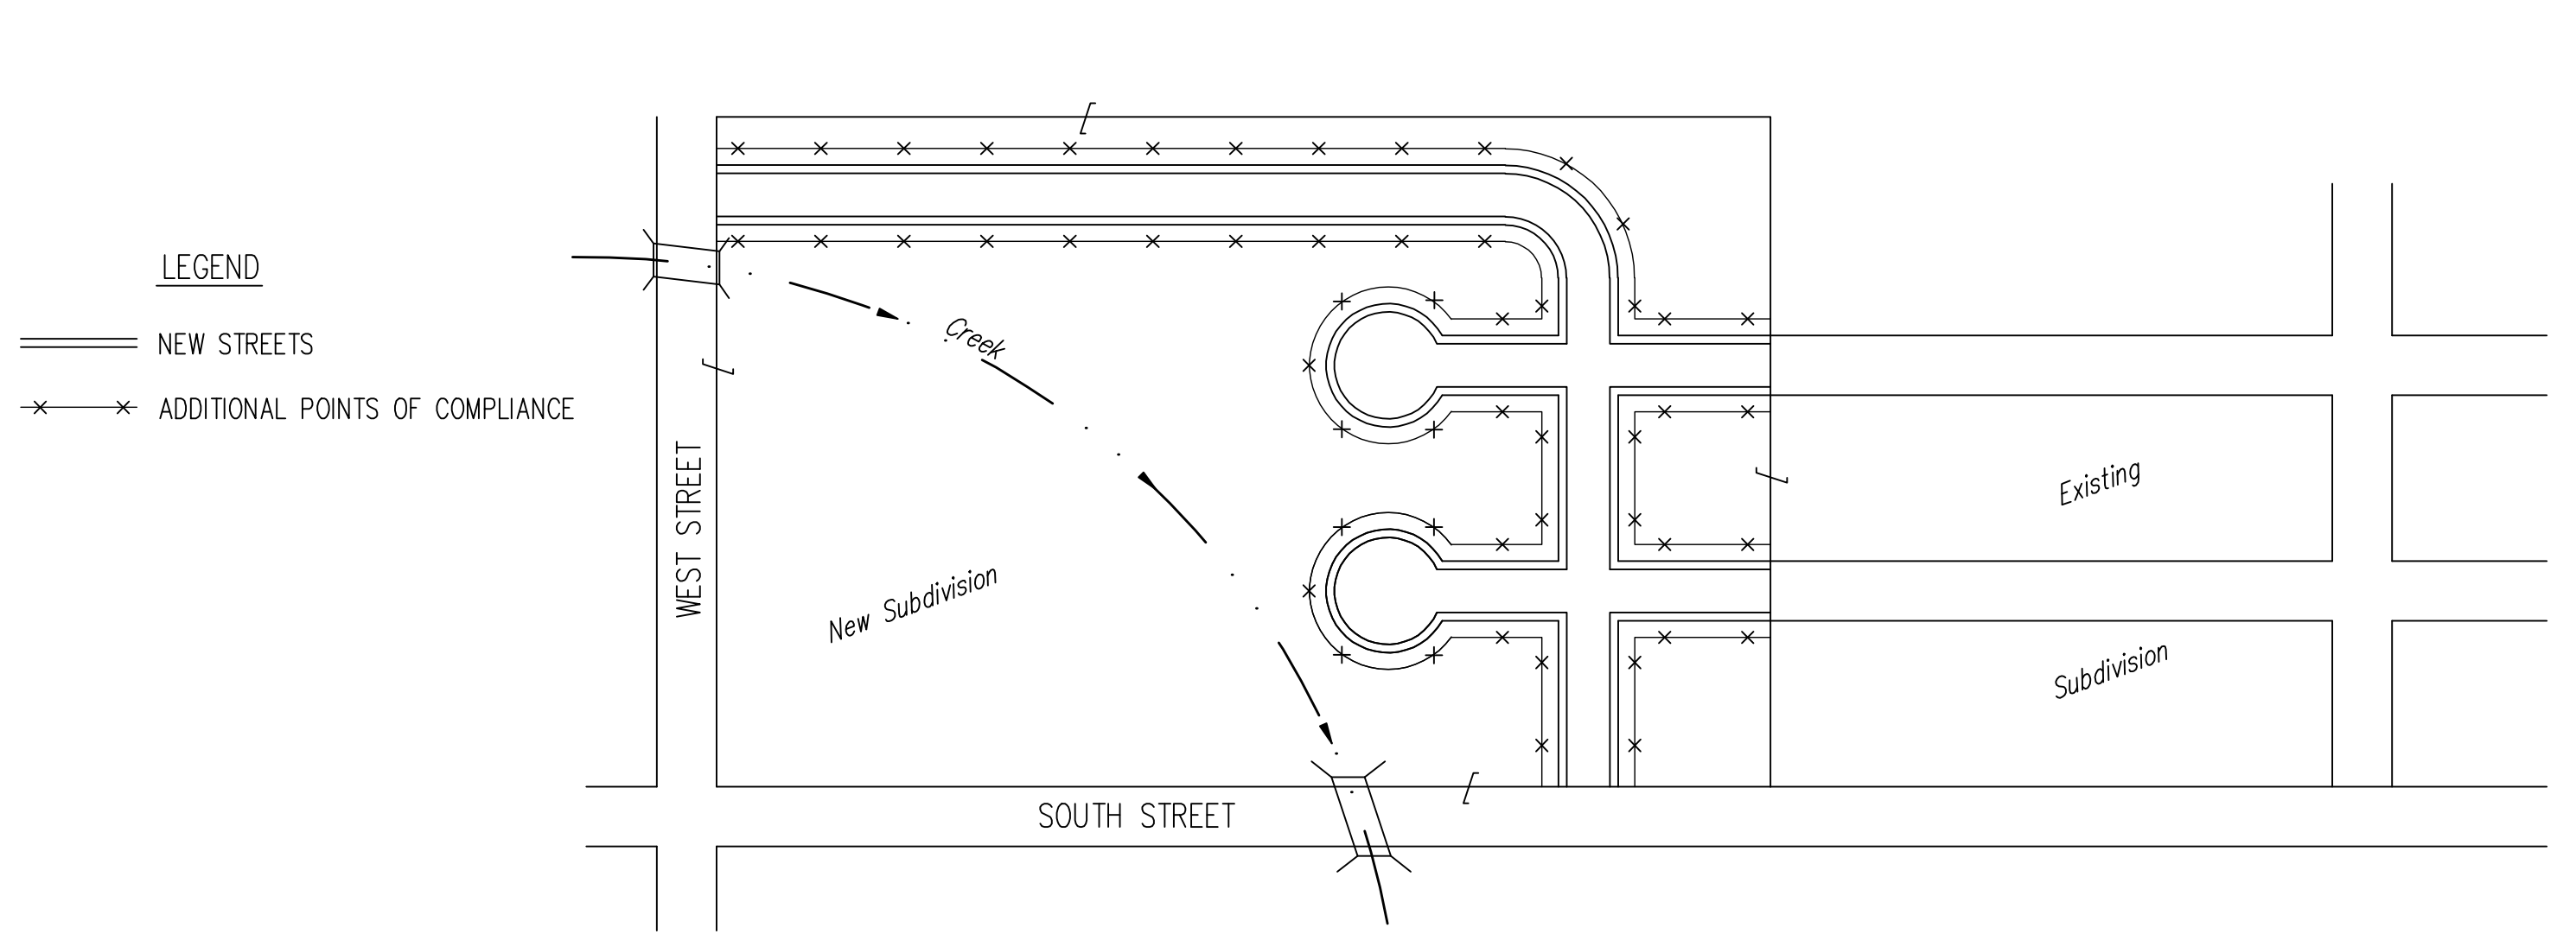 LEGEND
NEW STREETS
ADDITIONAL POINTS OF COMPLIANCE
WEST STREET
Creek
New Subdivision
SOUTH STREET
Existing
Subdivision